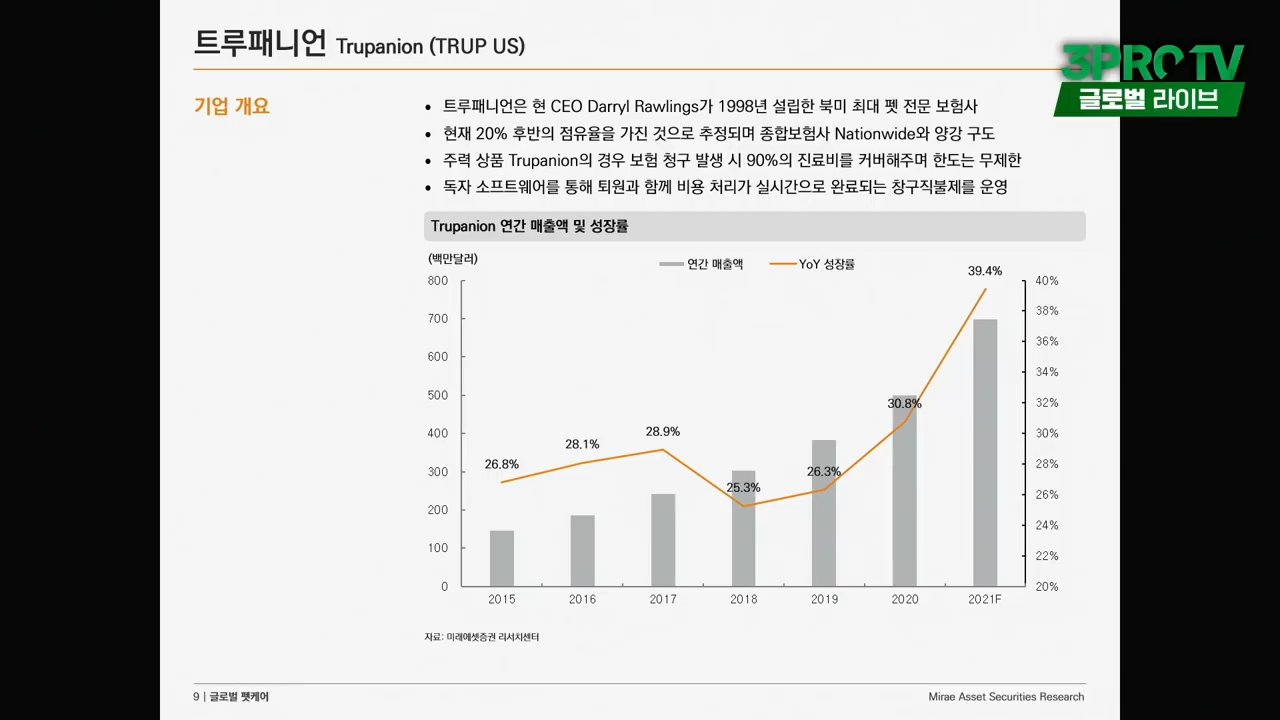 트루패니언 Trupanion (TRUP US)
3PRO TV
글로벌 라이브
기업 개요
• 트루패니언은 현 CEO Darryl Rawlings가 1998년 설립한 북미 최대 펫 전문 보험사
• 현재 20% 후반의 점유율을 가진 것으로 추정되며 종합보험사 Nationwide와 양강 구도
• 주력 상품 Trupanion의 경우 보험 청구 발생 시 90%의 진료비를 커버해주며 한도는 무제한
• 독자 소프트웨어를 통해 퇴원과 함께 비용 처리가 실시간으로 완료되는 창구직불제를 운영
Trupanion 연간 매출액 및 성장률
(백만달러)
연간 매출액 YoY 성장률
800
700
600
500
400
300
200
100
0
26.8%
28.1%
28.9%
25.3%
26.3%
30.8%
39.4%
40%
38%
36%
34%
32%
30%
28%
26%
24%
22%
20%
2015 2016 2017 2018 2019 2020 2021F
자료: 미래에셋증권 리서치센터
9 | 글로벌 펫케어
Mirae Asset Securities Research